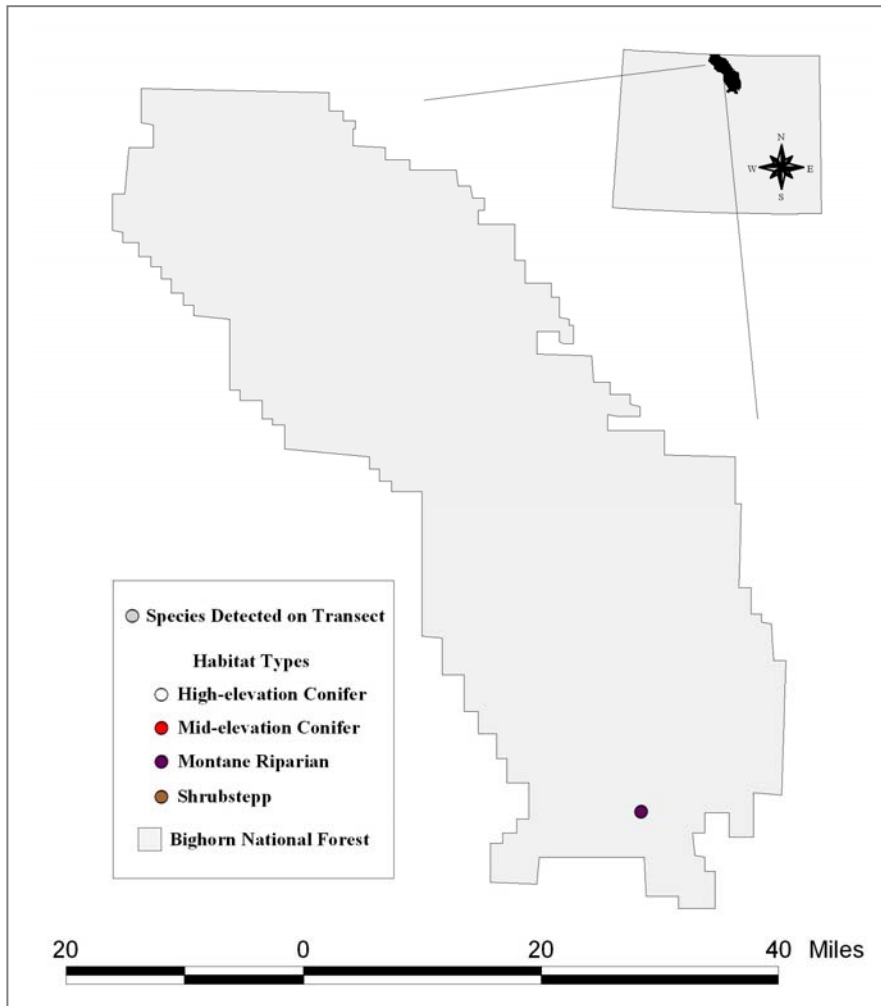 N
W E
S
Species Detected on Transect
Habitat Types
High-elevation Conifer
Mid-elevation Conifer
Montane Riparian
Shrubstepp
Bighorn National Forest
20 0 20 40 Miles